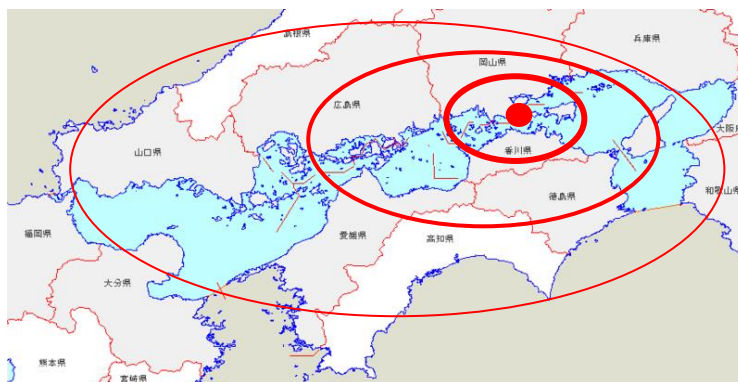 島根県
兵庫県
岡山県
広島県
大阪府
山口県
香川県
徳島県
和歌山県
福岡県
愛媛県
高知県
大分県
熊本県
宮崎県